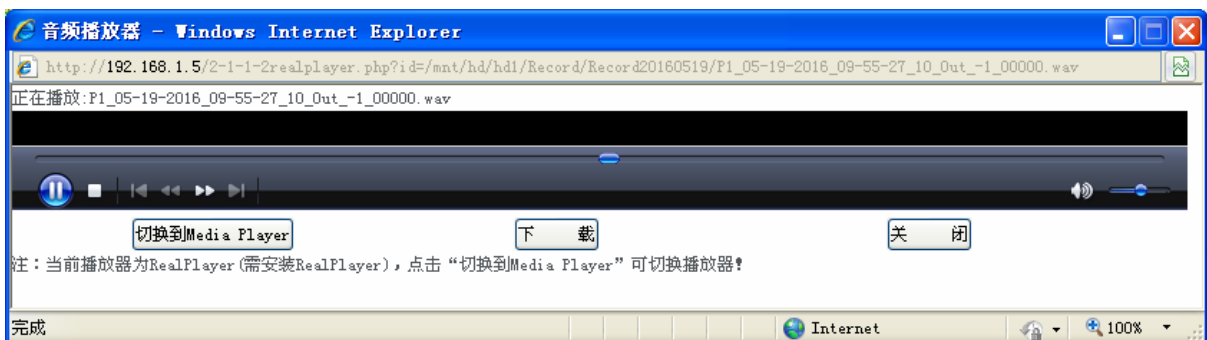 音频播放器 - Windows Internet Explorer
http://192.168.1.5/2-1-1-2realplayer.php?id=/mnt/hd/hd1/Record/Record20160519/P1_05-19-2016_09-55-27_10_Out_-1_00000.wav
正在播放:P1_05-19-2016_09-55-27_10_Out_-1_00000.wav
切换到Media Player 下 载 关 闭
注：当前播放器为RealPlayer(需安装RealPlayer)，点击“切换到Media Player”可切换播放器！
完成 Internet 100%